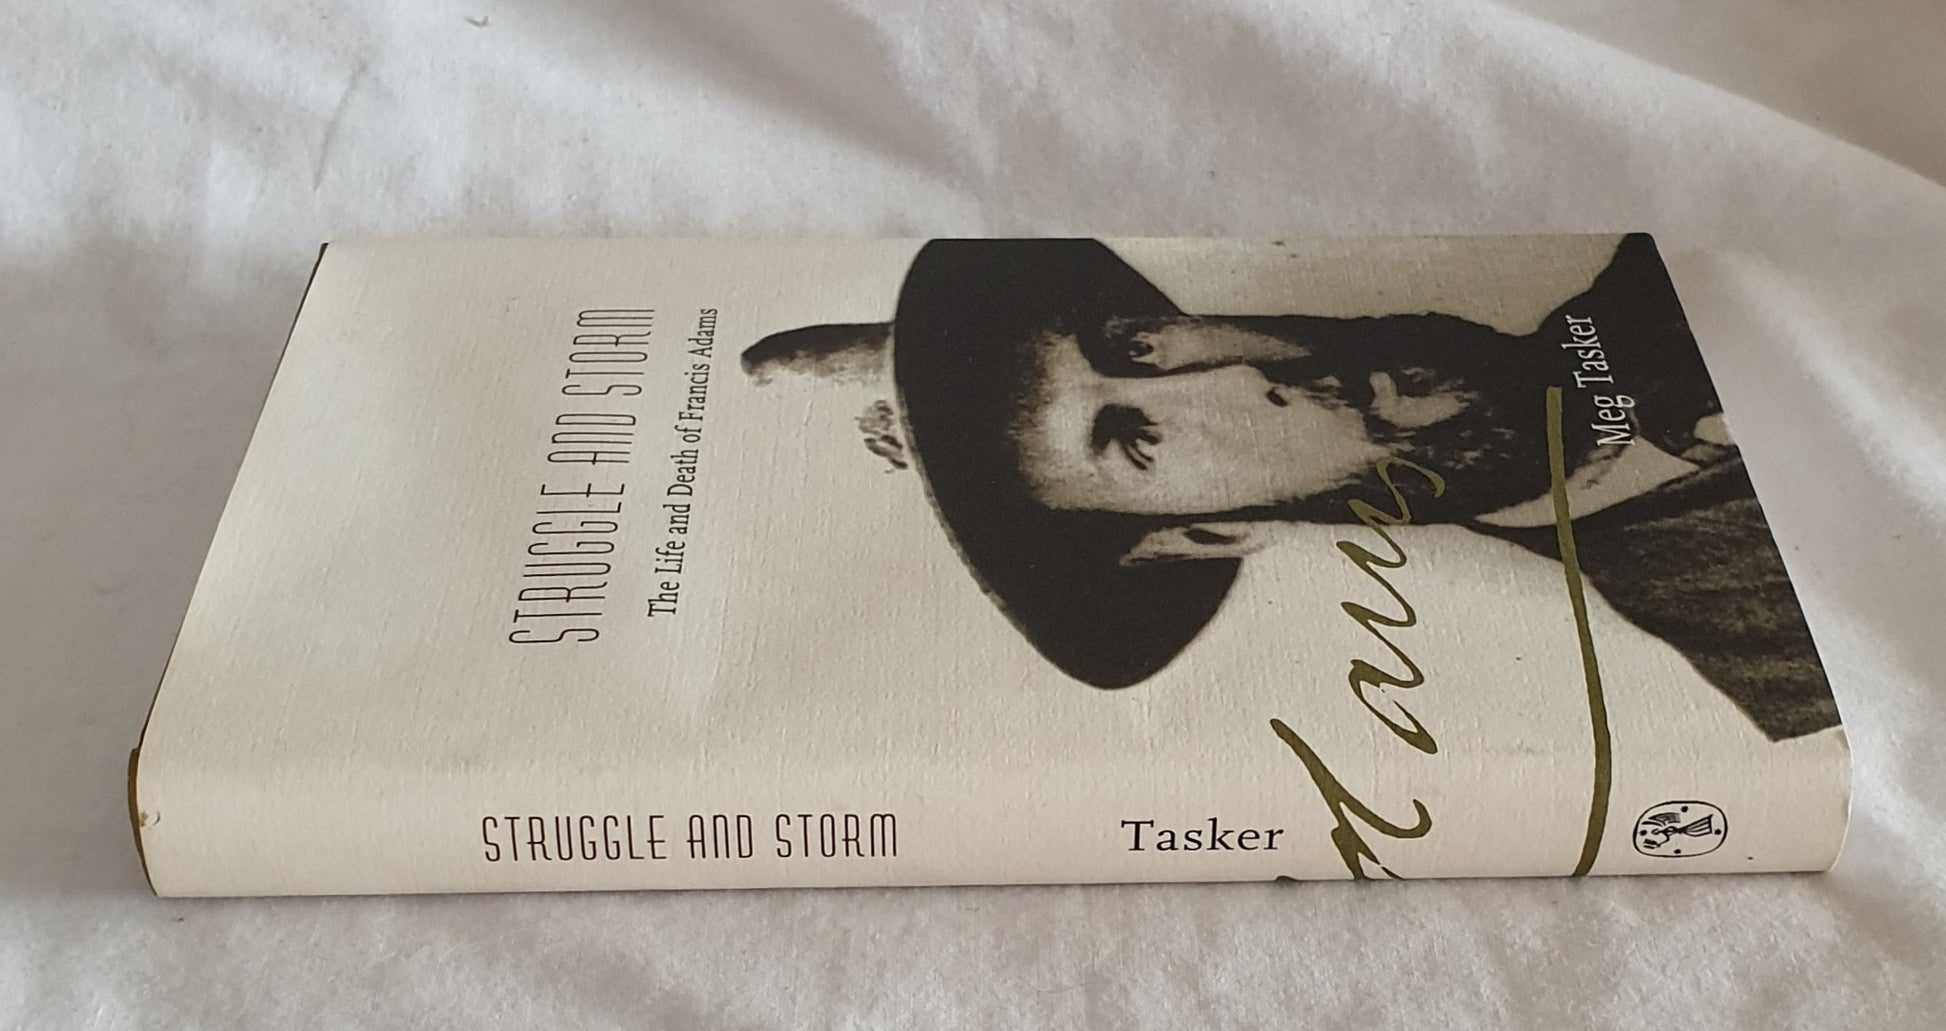 STRUGGLE AND STORM
The Life and Death of Francis Adams
Meg Tasker
STRUGGLE AND STORM
Tasker